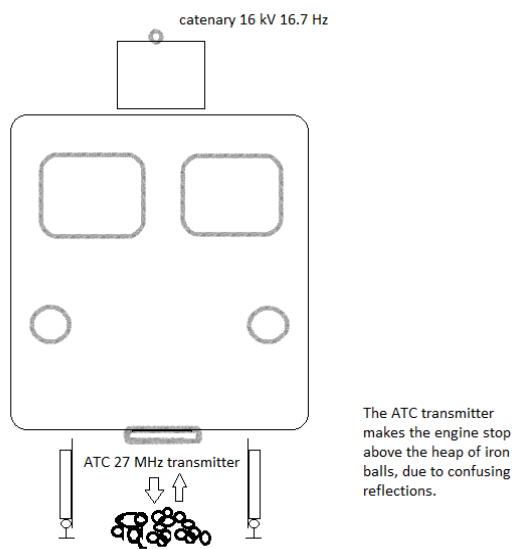 catenary 16 kV 16.7 Hz
ATC 27 MHz transmitter
The ATC transmitter
makes the engine stop
above the heap of iron
balls, due to confusing
reflections.